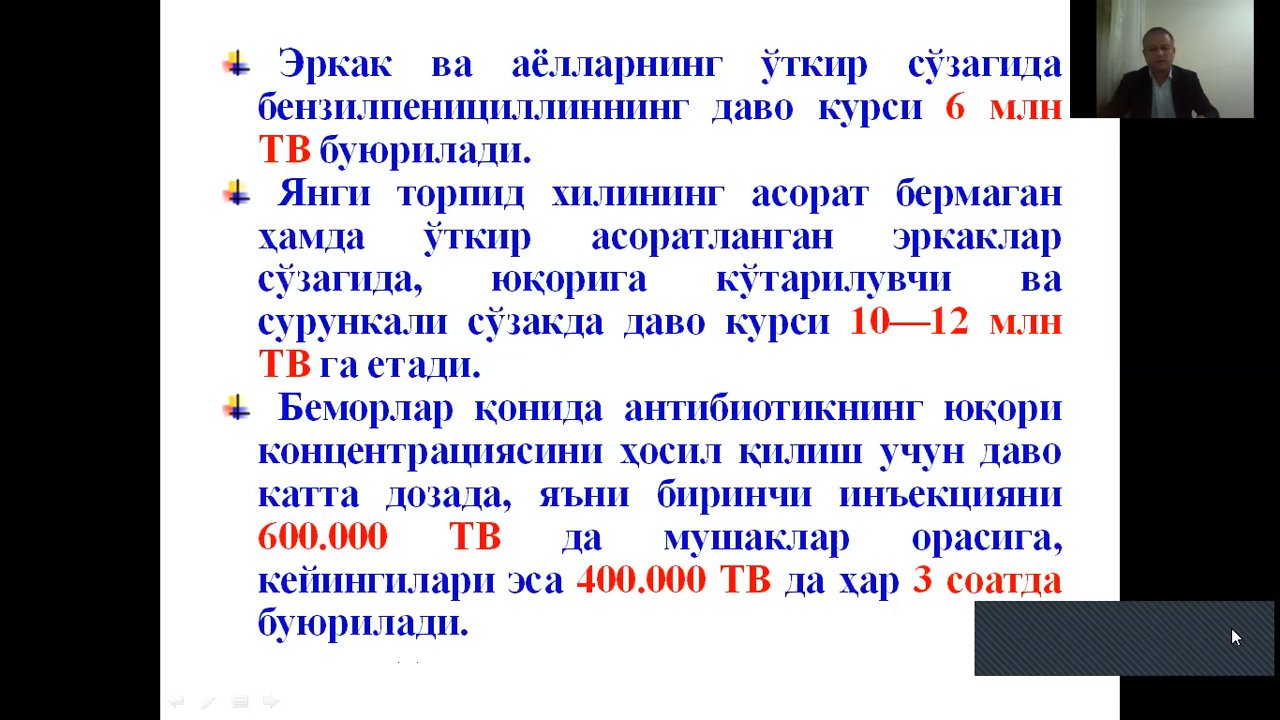 Эркак ва аёлларнинг ўткир сўзагида
бензилпенициллиннинг даво курси 6 млн
ТВ буюрилади.
Янги торпид хилининг асорат бермаган
ҳамда ўткир асоратланган эркаклар
сўзагида, юқорига кўтарилувчи ва
сурункали сўзакда даво курси 10—12 млн
ТВ га етади.
Беморлар қонида антибиотикнинг юқори
концентрациясини ҳосил қилиш учун даво
катта дозада, яъни биринчи инъекцияни
600.000 ТВ да мушаклар орасига,
кейингилари эса 400.000 ТВ да ҳар 3 соатда
буюрилади.